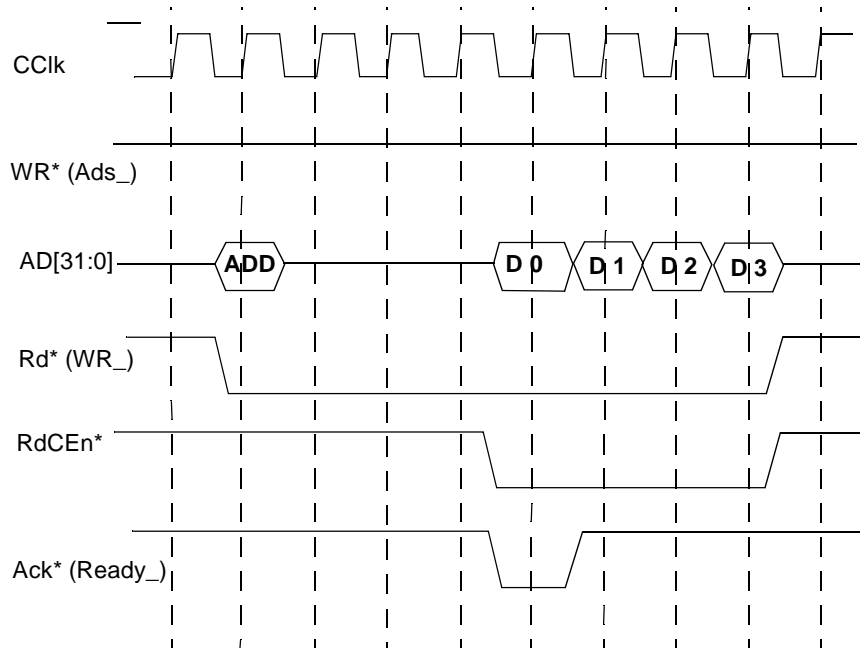 CClk
WR* (Ads_)
AD[31:0]
ADD
D 0
D 1
D 2
D 3
Rd* (WR_)
RdCEn*
Ack* (Ready_)